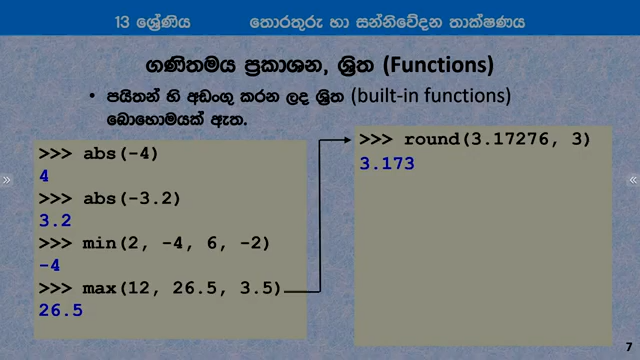 13 ශ්‍රේණිය තොරතුරු හා සන්නිවේදන තාක්ෂණය
ගණිතමය ප්‍රකාශන, ශ්‍රිත (Functions)
• පයිතන් හි අඩංගු කරන ලද ශ්‍රිත (built-in functions)
බොහොමයක් ඇත.
>>> abs(-4)
4
>>> abs(-3.2)
3.2
>>> min(2, -4, 6, -2)
-4
>>> max(12, 26.5, 3.5)
26.5
>>> round(3.17276, 3)
3.173
7